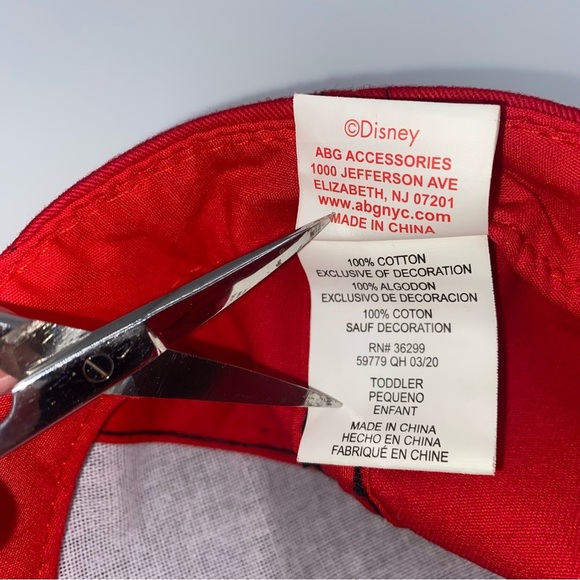 ©Disney
ABG ACCESSORIES
1000 JEFFERSON AVE
ELIZABETH, NJ 07201
www.abgnyc.com
MADE IN CHINA
100% COTTON
EXCLUSIVE OF DECORATION
100% ALGODON
EXCLUSIVO DE DECORACION
100% COTON
SAUF DECORATION
RN# 36299
59779 QH 03/20
TODDLER
PEQUENO
ENFANT
MADE IN CHINA
HECHO EN CHINA
FABRIQUÉ EN CHINE